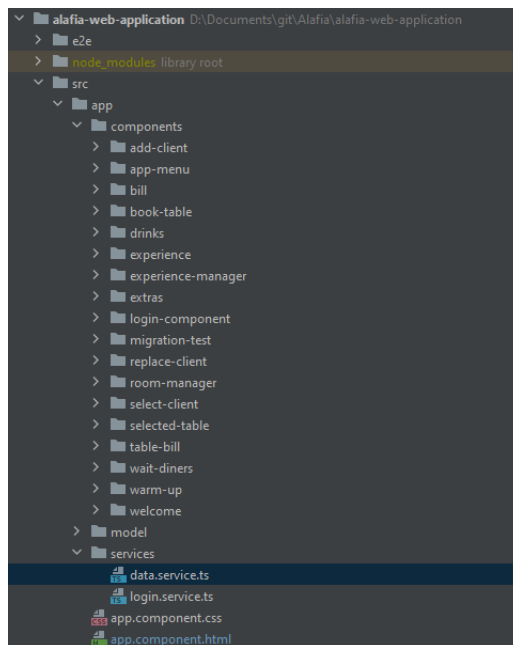 alafia-web-application D:\Documents\git\Alafia\alafia-web-application
e2e
node_modules library root
src
app
components
add-client
app-menu
bill
book-table
drinks
experience
experience-manager
extras
login-component
migration-test
replace-client
room-manager
select-client
selected-table
table-bill
wait-diners
warm-up
welcome
model
services
TS data.service.ts
TS login.service.ts
CSS app.component.css
H app.component.html